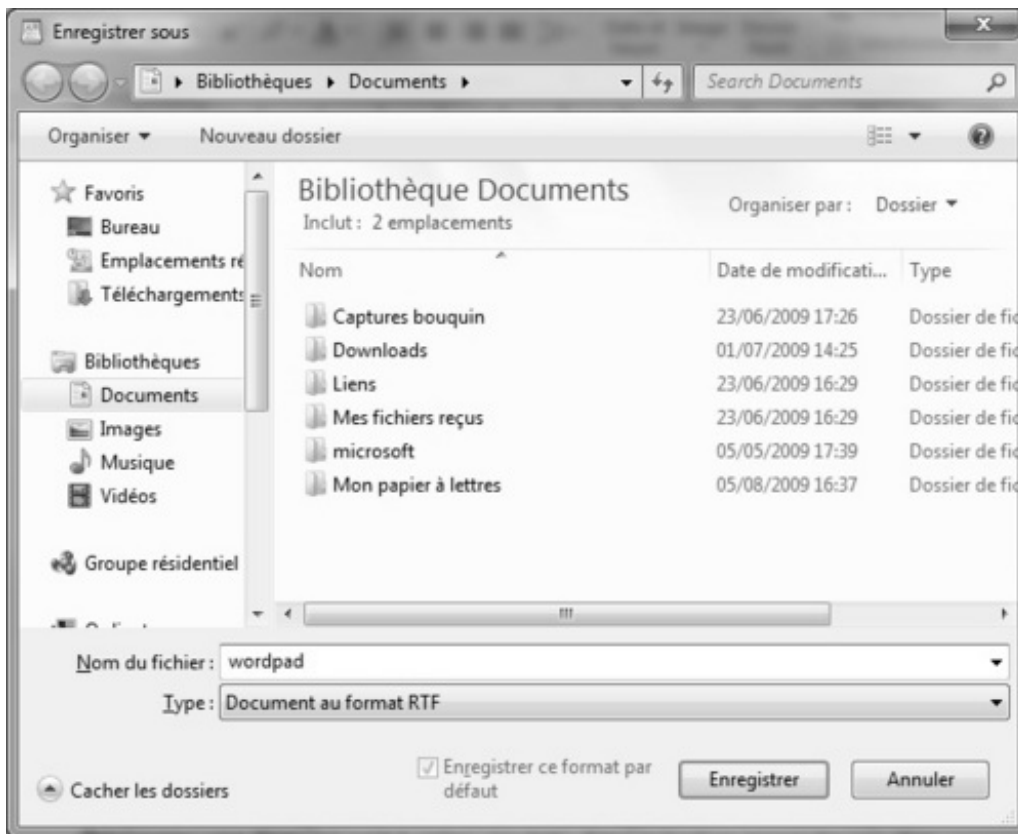 Enregistrer sous
Bibliothèques Documents
Search Documents
Organiser
Nouveau dossier
Favoris
Bureau
Emplacements ré
Téléchargements
Bibliothèques
Documents
Images
Musique
Vidéos
Groupe résidentiel
Bibliothèque Documents
Inclut : 2 emplacements
Organiser par : Dossier
Nom Date de modificati... Type
Captures bouquin 23/06/2009 17:26 Dossier de fic
Downloads 01/07/2009 14:25 Dossier de fic
Liens 23/06/2009 16:29 Dossier de fic
Mes fichiers reçus 23/06/2009 16:29 Dossier de fic
microsoft 05/05/2009 17:39 Dossier de fic
Mon papier à lettres 05/08/2009 16:37 Dossier de fic
Nom du fichier : wordpad
Type : Document au format RTF
Cacher les dossiers
Enregistrer ce format par
défaut
Enregistrer
Annuler